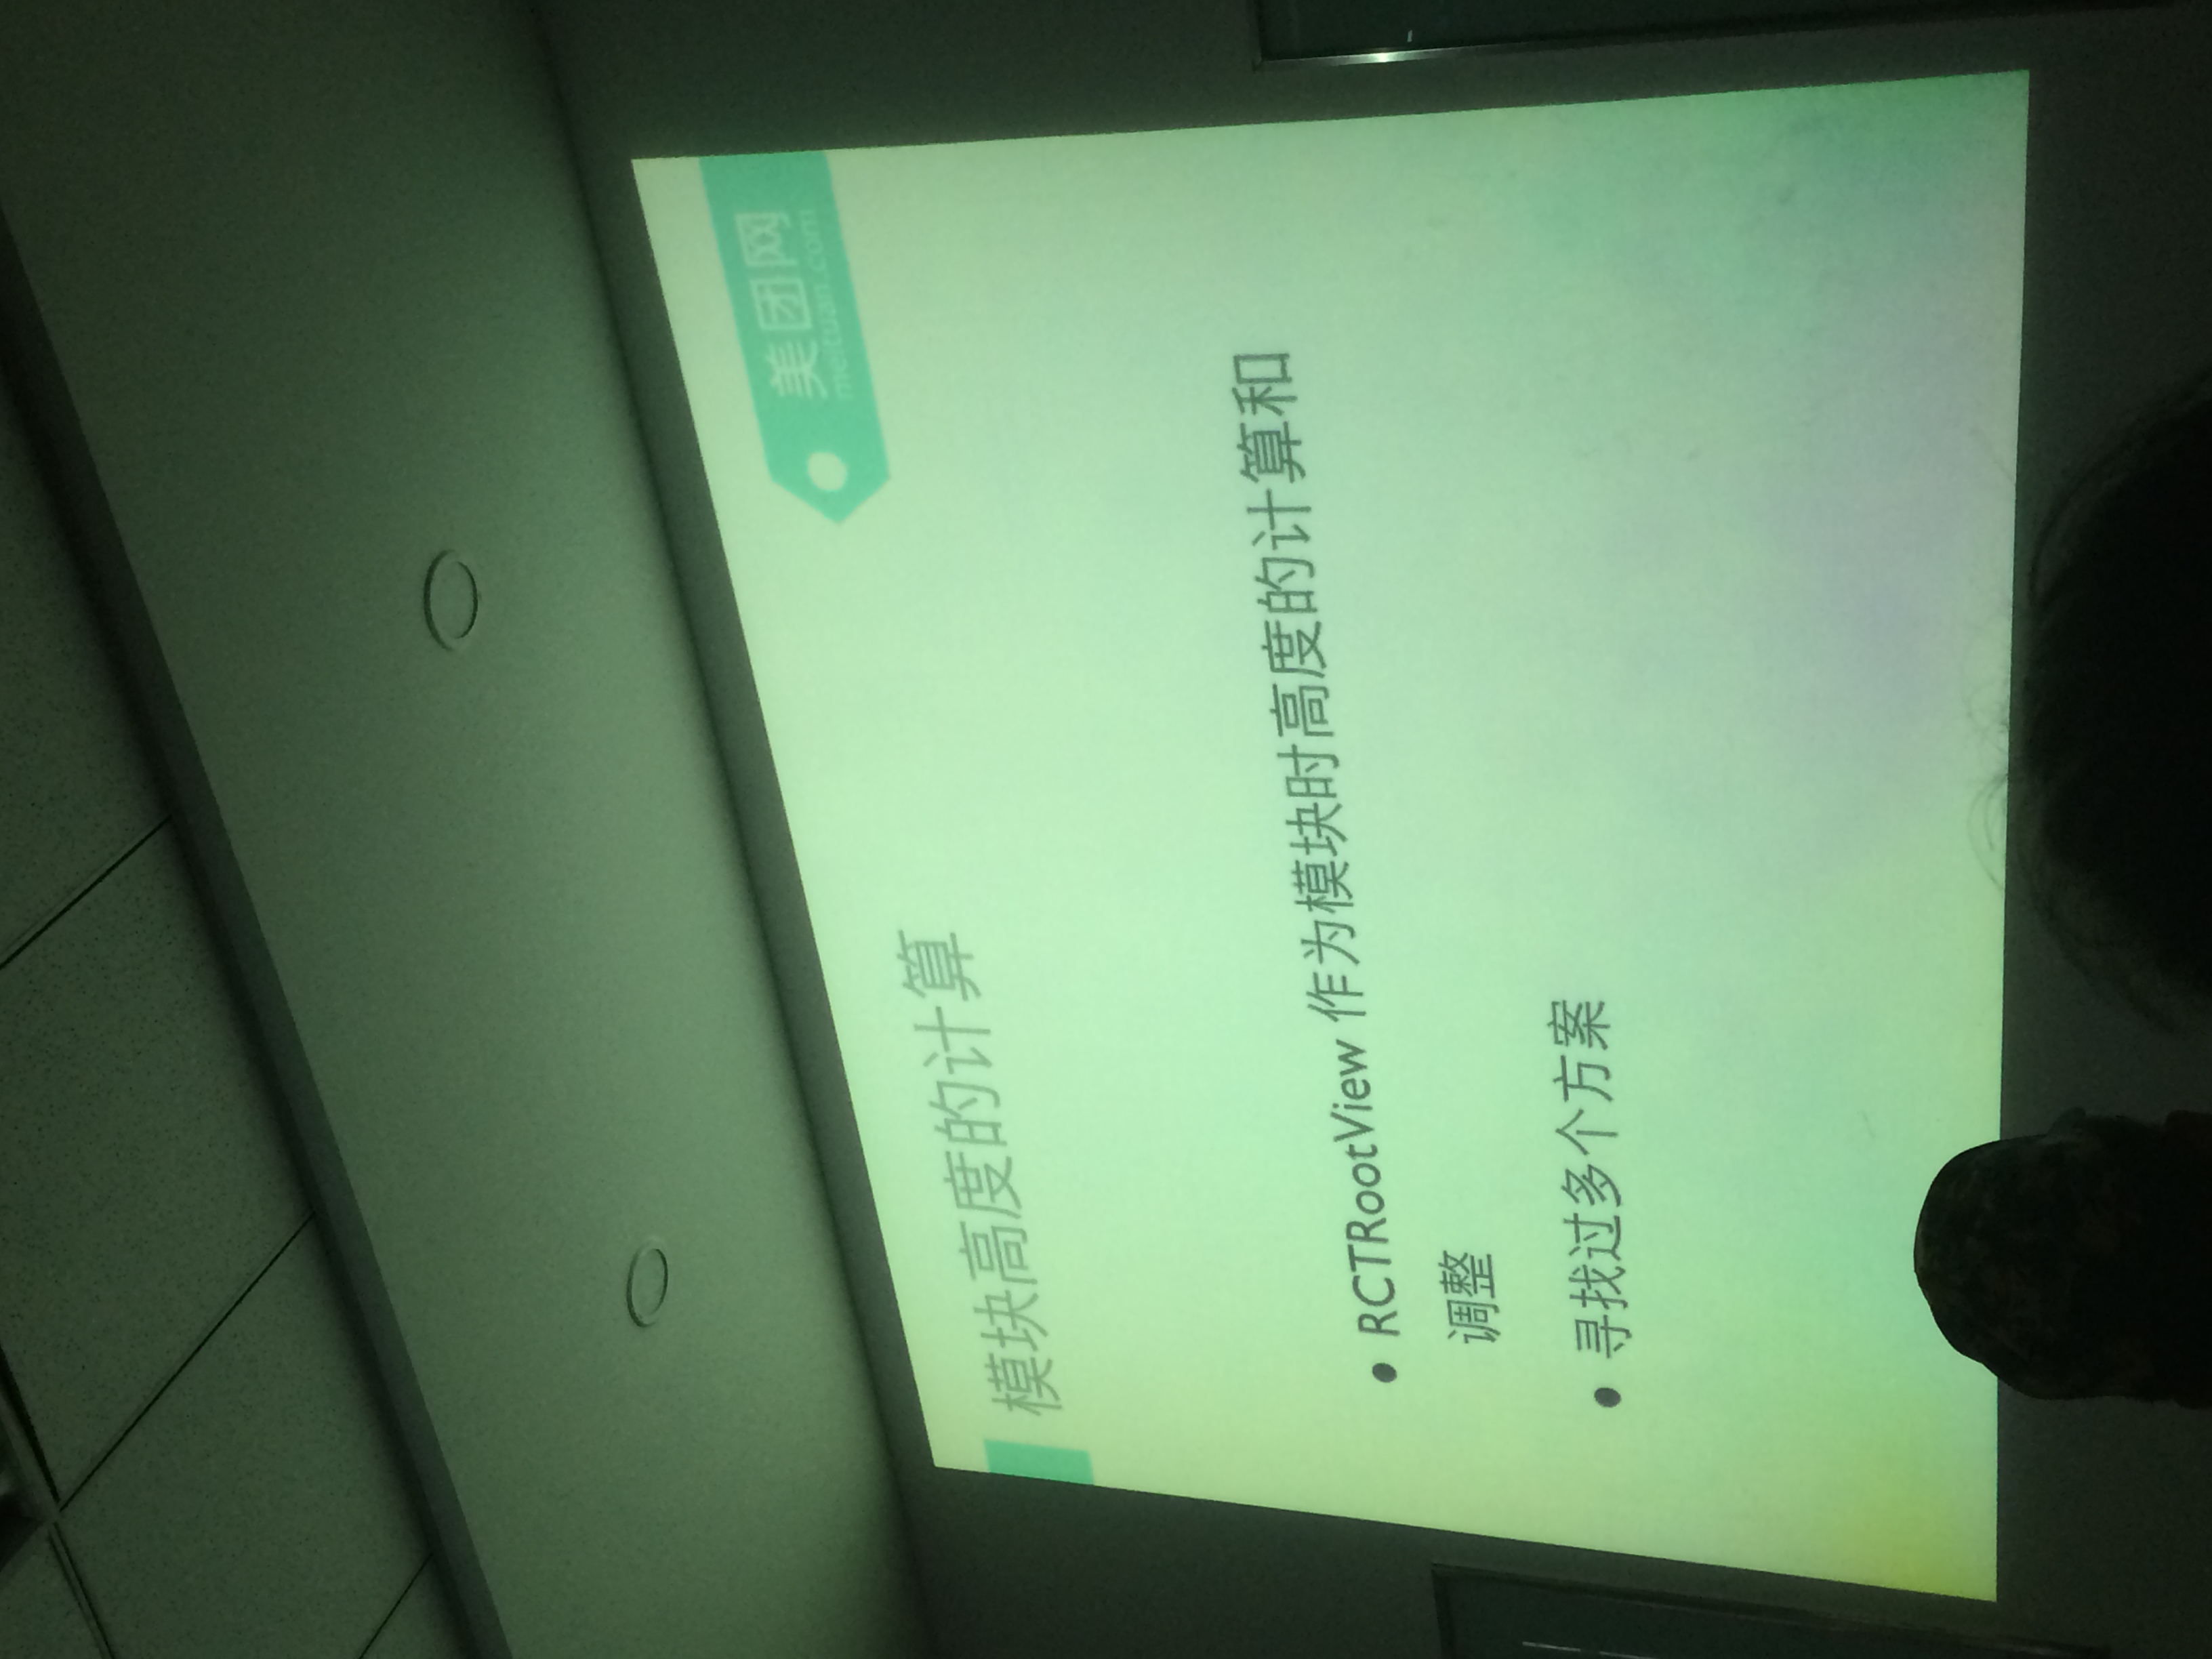 美团网
meituan.com
模块高度的计算
• RCTRootView 作为模块时高度的计算和
调整
• 寻找过多个方案